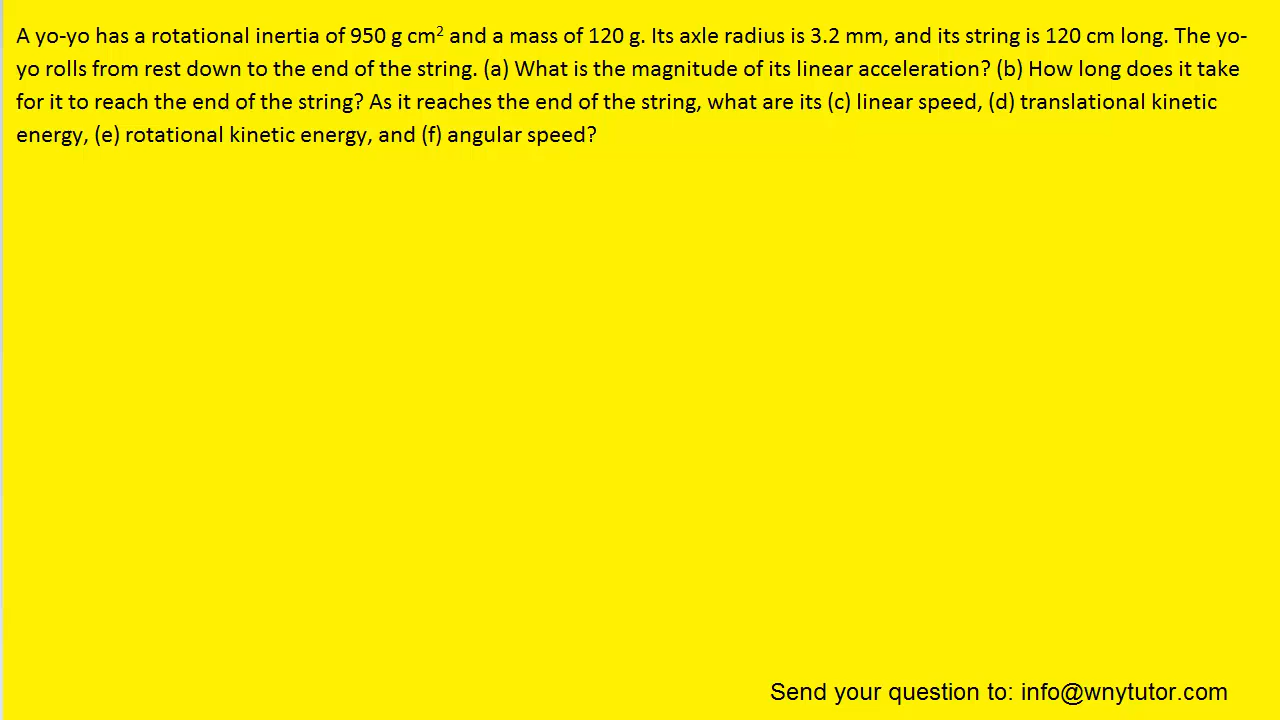 A yo-yo has a rotational inertia of 950 g cm² and a mass of 120 g. Its axle radius is 3.2 mm, and its string is 120 cm long. The yo-
yo rolls from rest down to the end of the string. (a) What is the magnitude of its linear acceleration? (b) How long does it take
for it to reach the end of the string? As it reaches the end of the string, what are its (c) linear speed, (d) translational kinetic
energy, (e) rotational kinetic energy, and (f) angular speed?
Send your question to: info@wnytutor.com